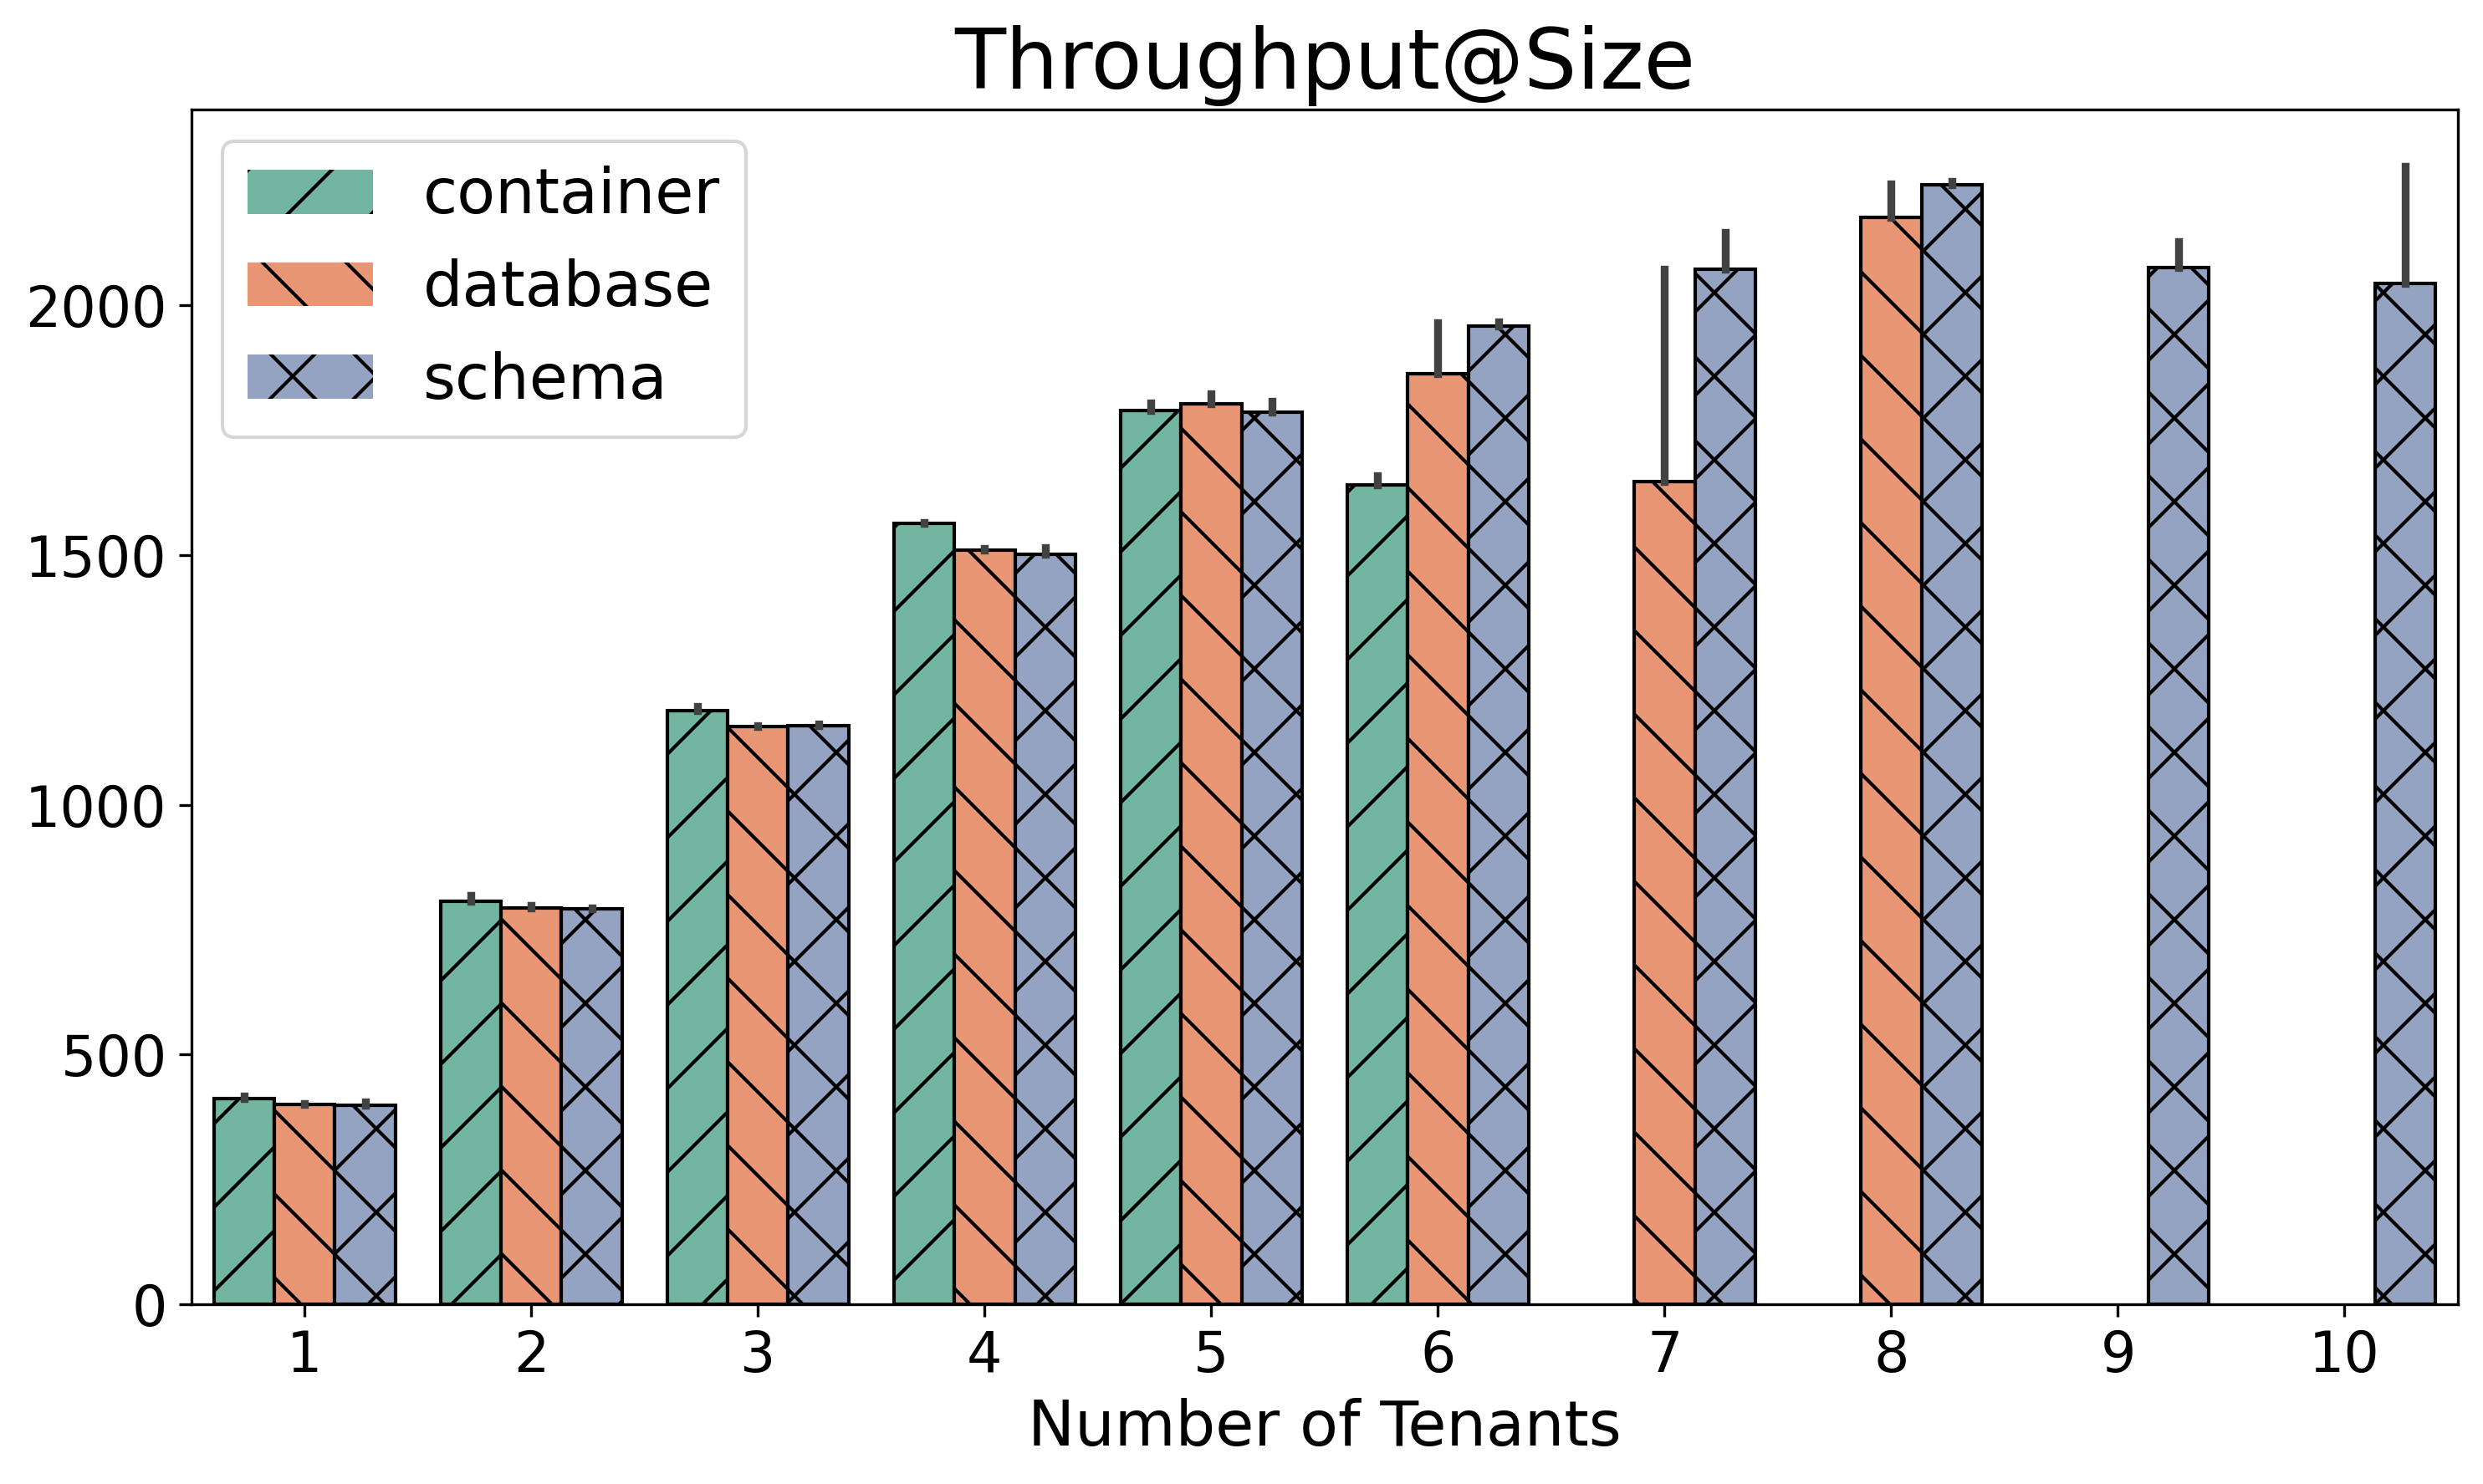 Throughput@Size
container
database
schema
2000
1500
1000
500
0
1 2 3 4 5 6 7 8 9 10
Number of Tenants